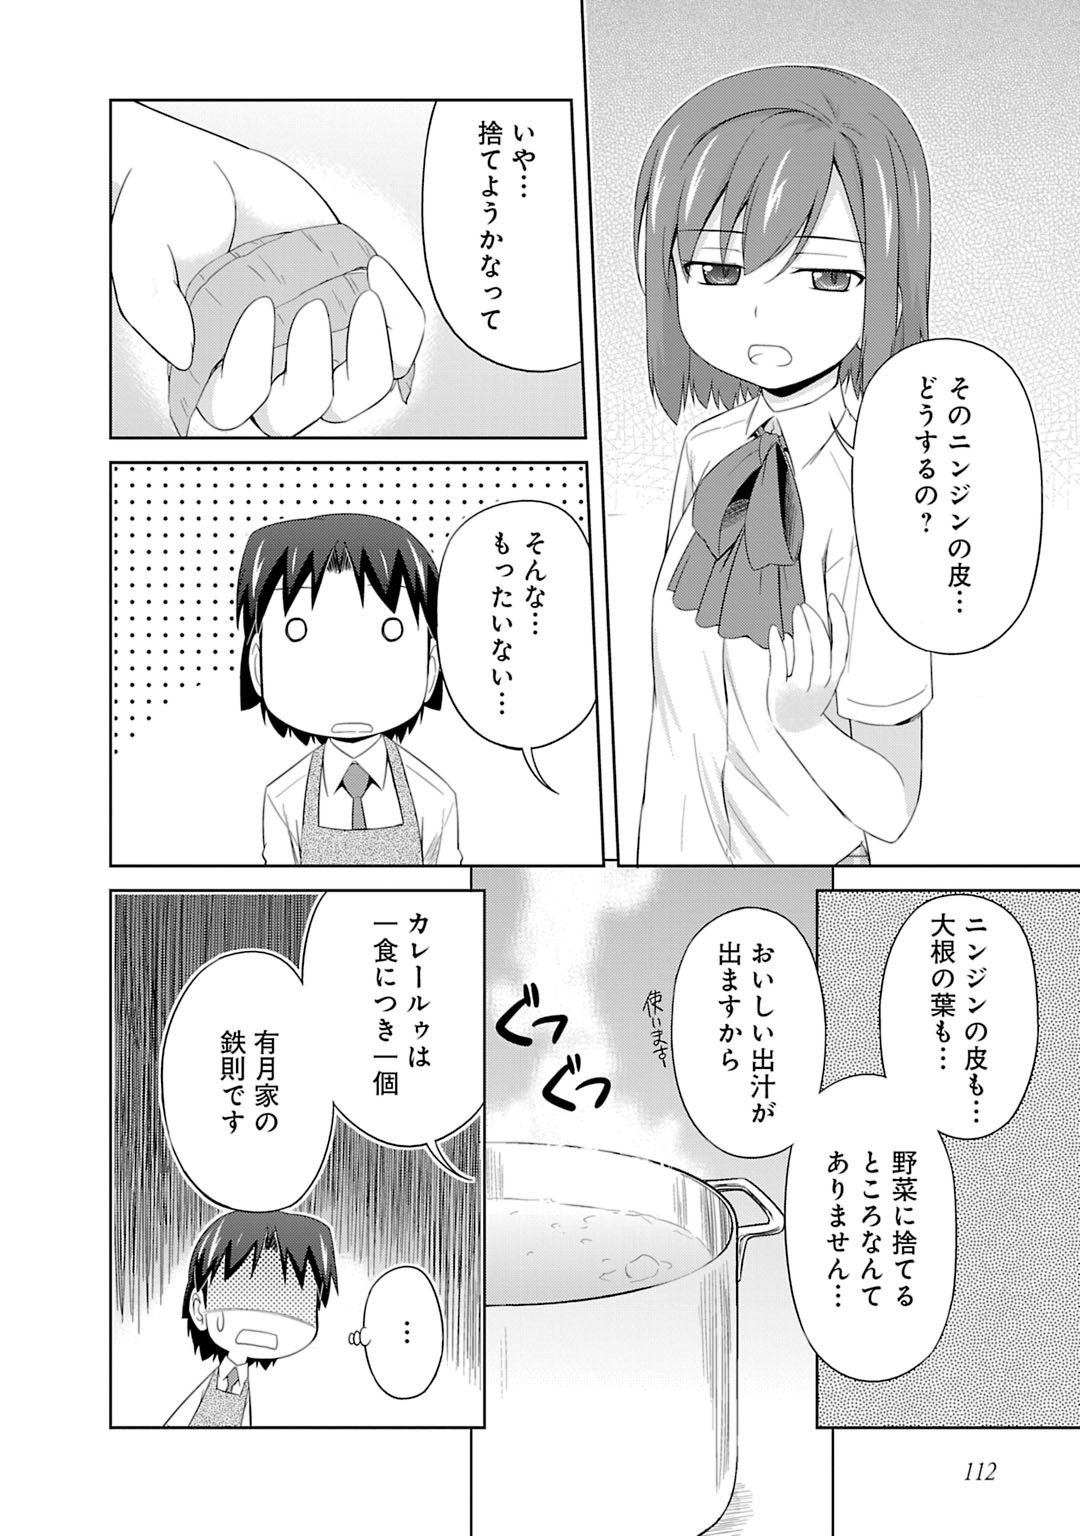 そのニンジンの皮…
どうするの?
いや…
捨てようかなって
そんな…
もったいない…
ニンジンの皮も…
大根の葉も…
野菜に捨てる
ところなんて
ありません…
おいしい出汁が
出ますから
使います
ぐつ
ぐつ
カレールゥは
一食につき一個
有月家の
鉄則です
…
112